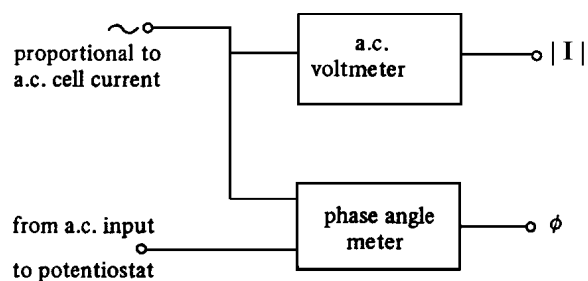 ∼
proportional to
a.c. cell current
a.c.
voltmeter
| I |
from a.c. input
to potentiostat
phase angle
meter
ϕ